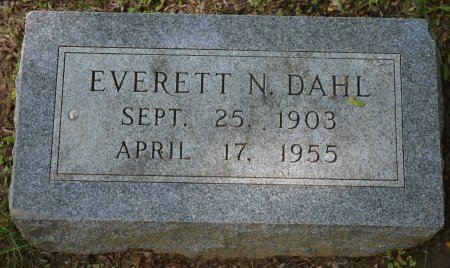 EVERETT N. DAHL
SEPT. 25, 1903
APRIL 17, 1955